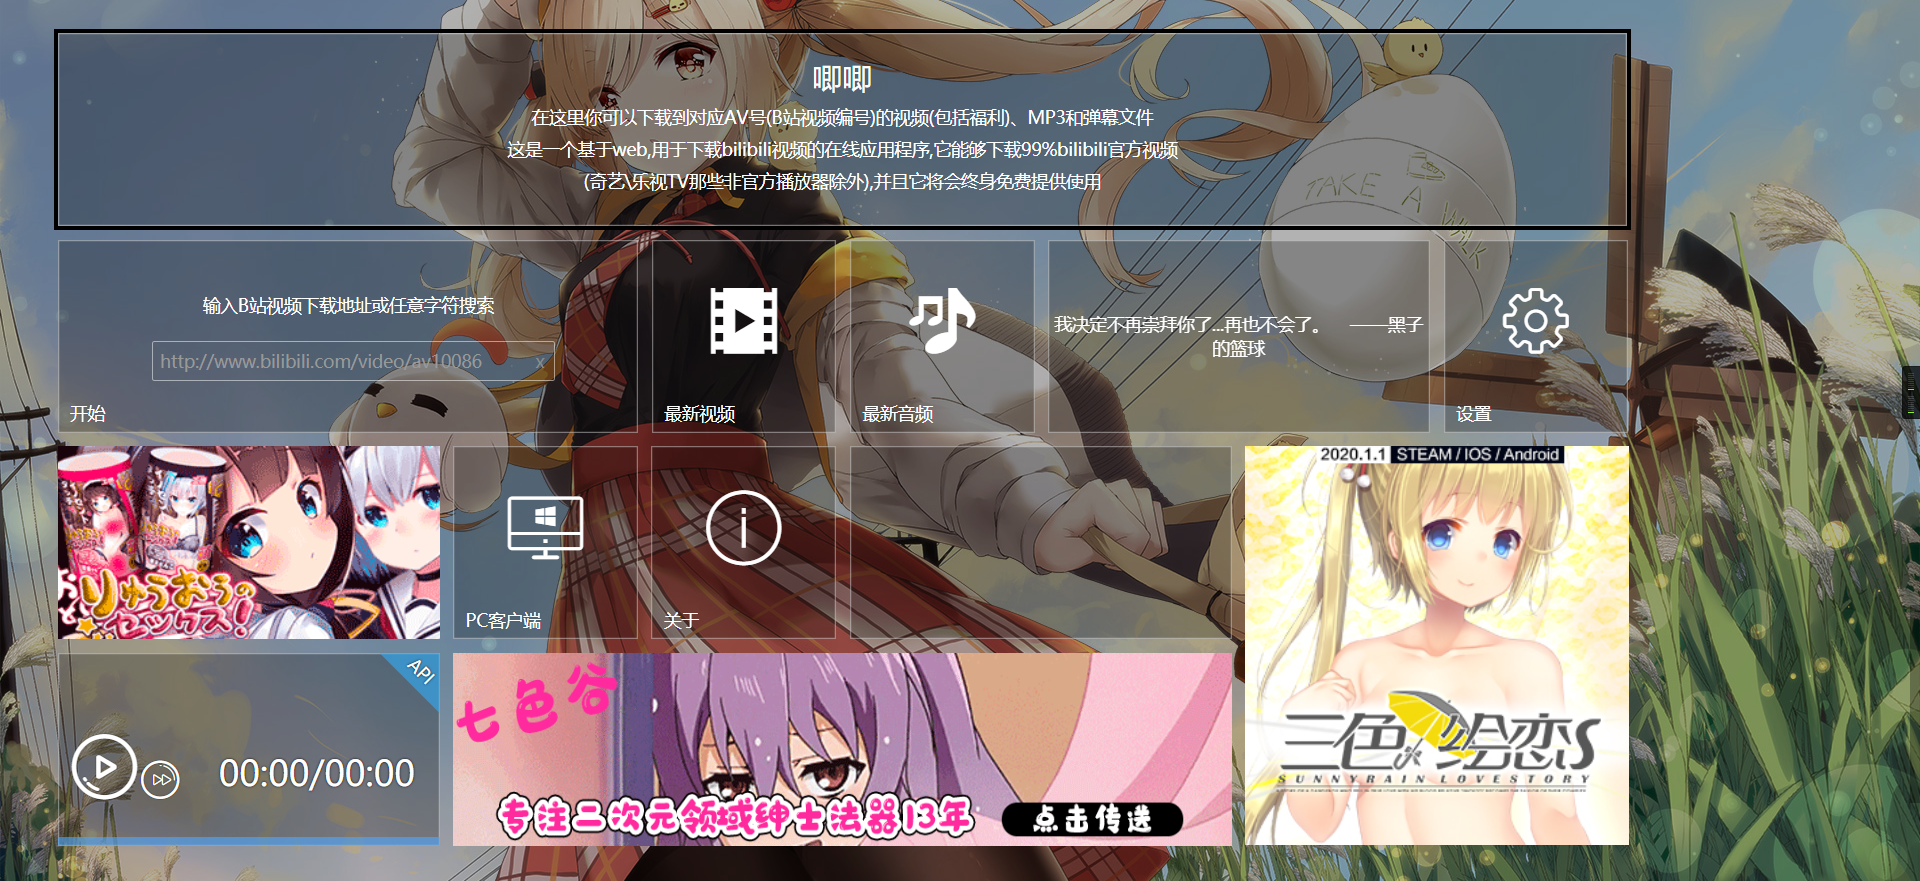 唧唧
在这里你可以下载到对应AV号(B站视频编号)的视频(包括福利)、MP3和弹幕文件
这是一个基于web,用于下载bilibili视频的在线应用程序,它能够下载99%bilibili官方视频
(奇艺\乐视TV那些非官方播放器除外),并且它将会终身免费提供使用
TAKE A WALK
输入B站视频下载地址或任意字符搜索
http://www.bilibili.com/video/av10086
x
开始
最新视频
最新音频
我决定不再崇拜你了...再也不会了。 ——黑子
的篮球
设置
りゅうおうの
セックス!
PC客户端
关于
2020.1.1 STEAM / IOS / Android
三色绘恋S
SUNNYRAIN LOVESTORY
API
00:00/00:00
七色谷
专注二次元领域绅士法器13年
点击传送